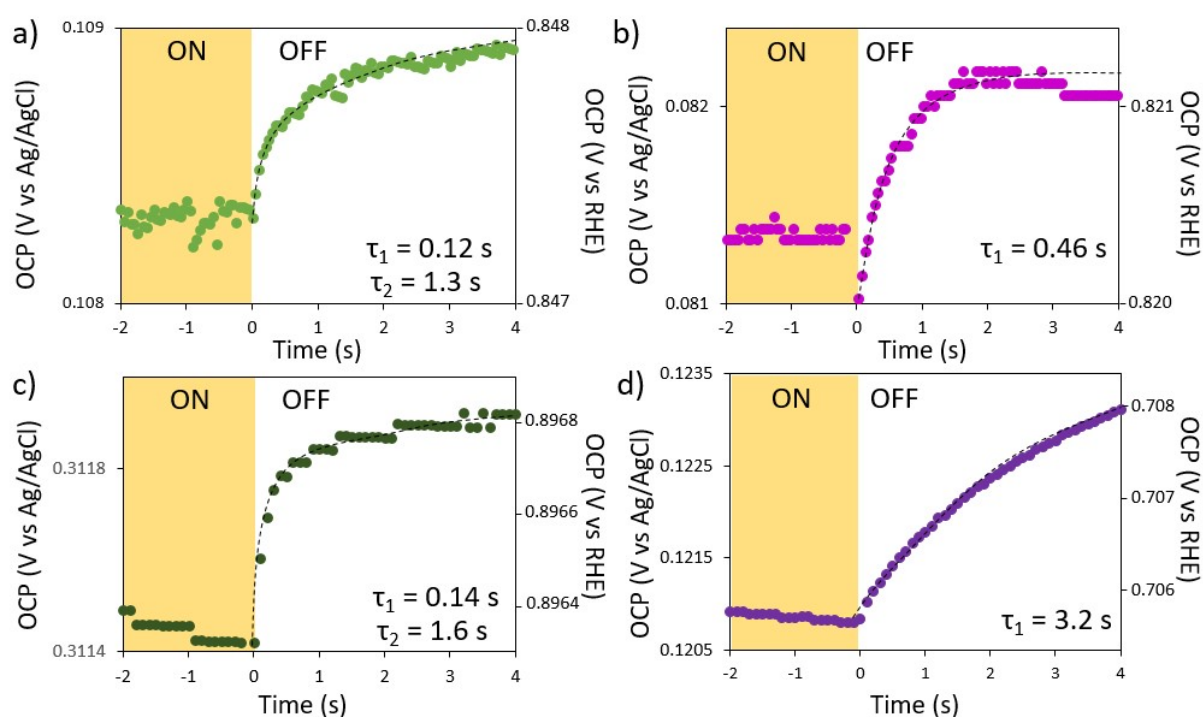 a)
0.109
ON
OFF
0.848
OCP (V vs Ag/AgCl)
OCP (V vs RHE)
τ1 = 0.12 s
τ2 = 1.3 s
0.108
0.847
-2 -1 0 1 2 3 4
Time (s)
b)
ON
OFF
0.082
0.821
OCP (V vs Ag/AgCl)
OCP (V vs RHE)
τ1 = 0.46 s
0.081
0.820
-2 -1 0 1 2 3 4
Time (s)
c)
ON
OFF
0.8968
0.3118
OCP (V vs Ag/AgCl)
0.8966
OCP (V vs RHE)
τ1 = 0.14 s
0.8964
τ2 = 1.6 s
0.3114
-2 -1 0 1 2 3 4
Time (s)
d)
0.1235
ON
OFF
0.708
0.1225
OCP (V vs Ag/AgCl)
0.707
OCP (V vs RHE)
0.1215
0.706
τ1 = 3.2 s
0.1205
-2 -1 0 1 2 3 4
Time (s)